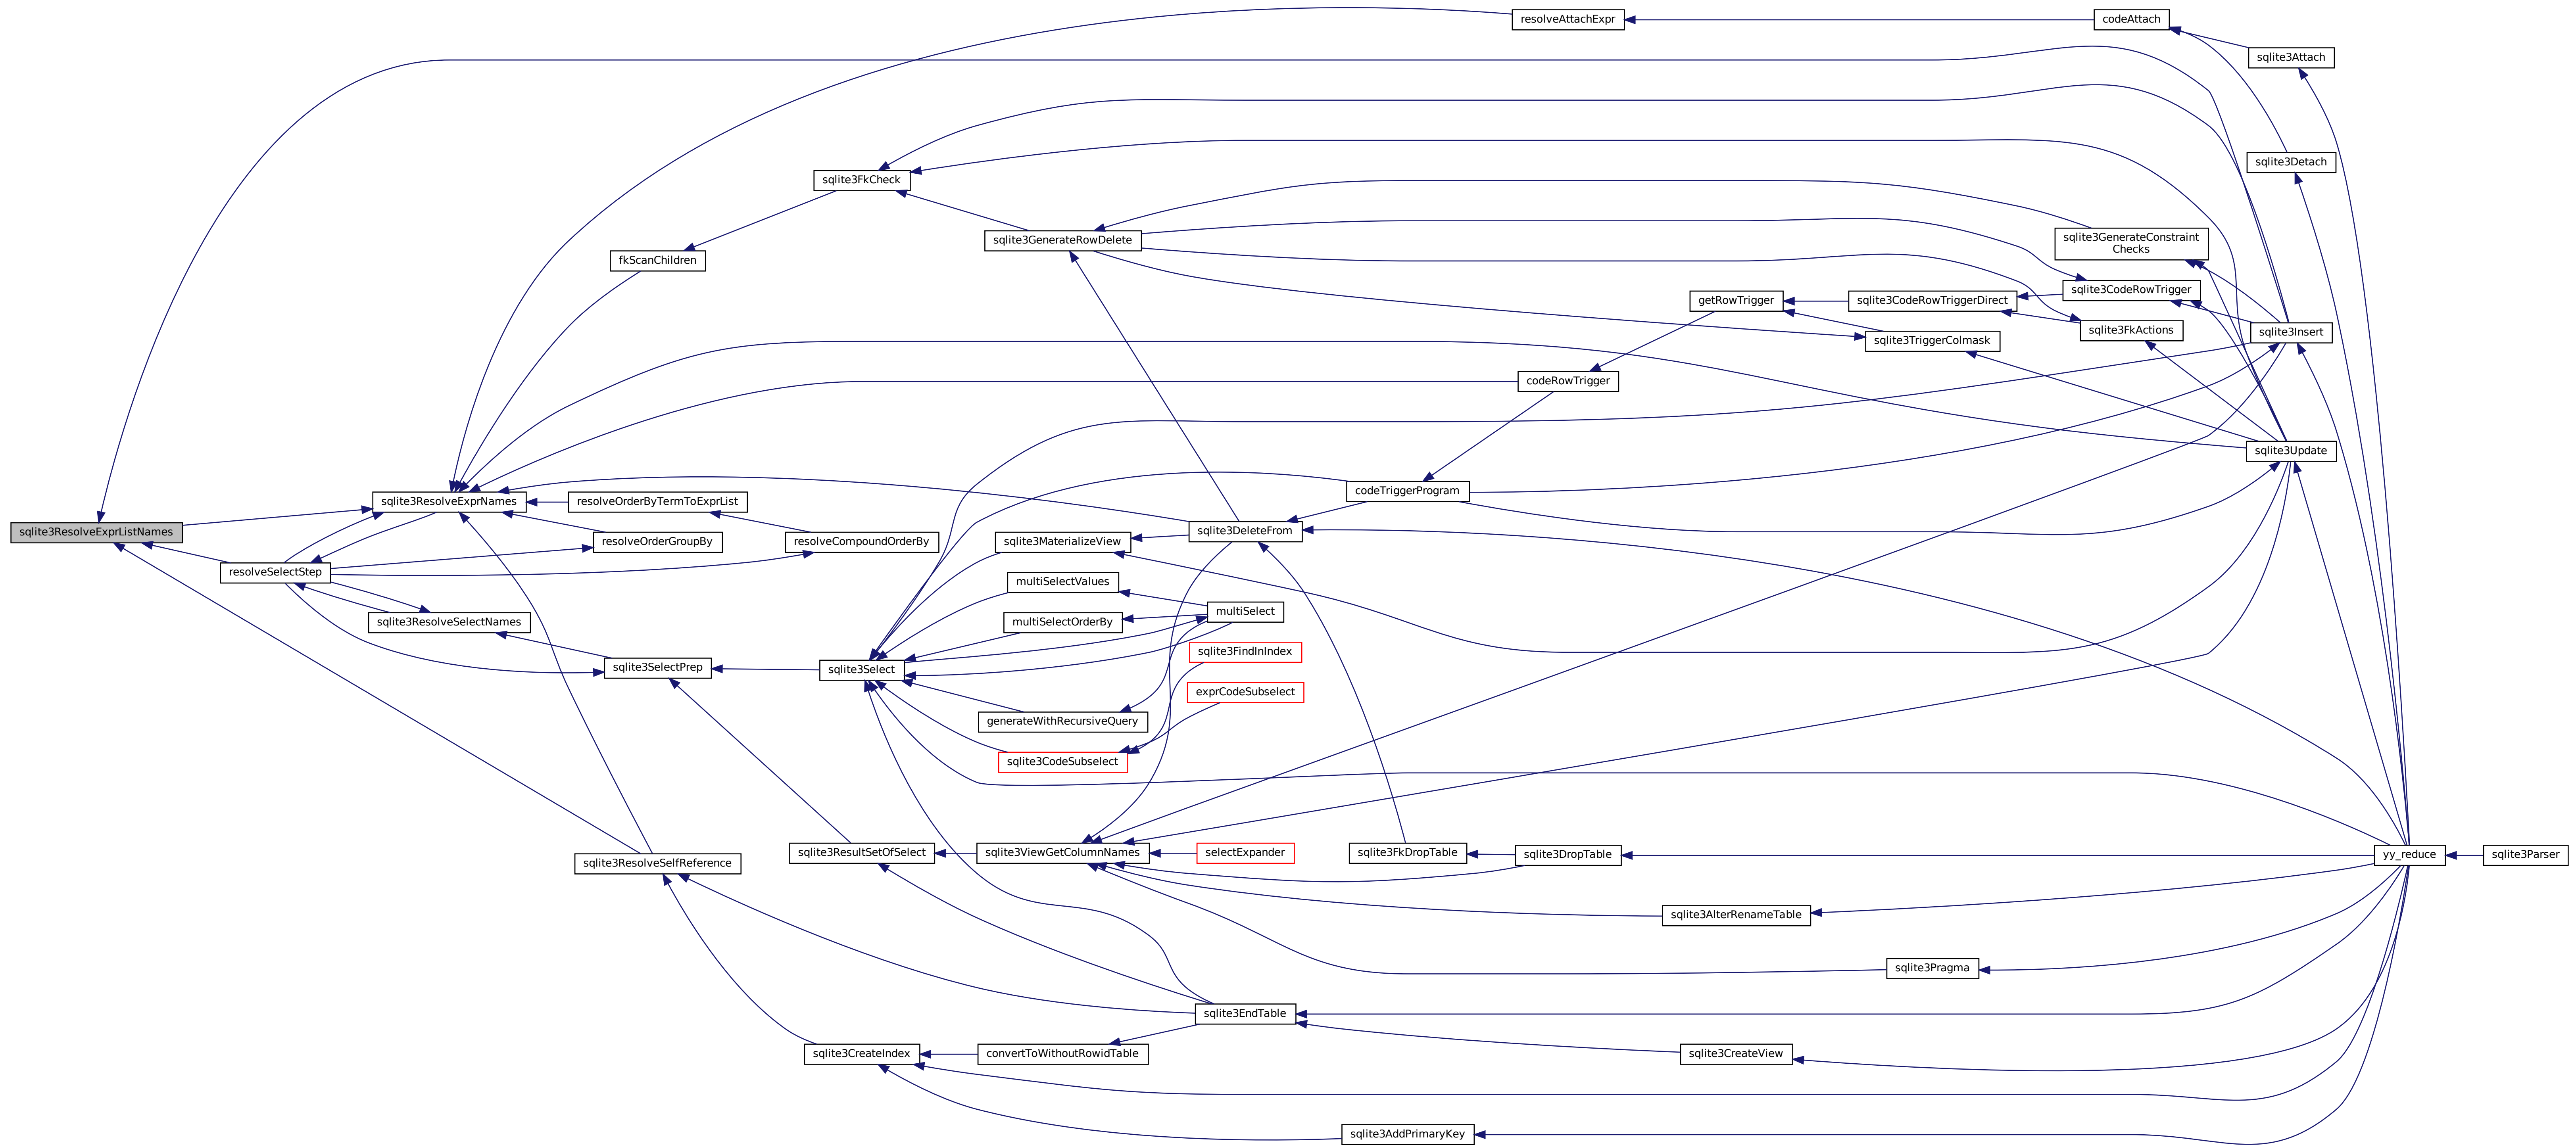 resolveAttachExpr
codeAttach
sqlite3Attach
sqlite3Detach
sqlite3FkCheck
sqlite3GenerateRowDelete
sqlite3GenerateConstraint
Checks
fkScanChildren
sqlite3CodeRowTrigger
getRowTrigger
sqlite3CodeRowTriggerDirect
sqlite3FkActions
sqlite3Insert
sqlite3TriggerColmask
codeRowTrigger
sqlite3Update
codeTriggerProgram
sqlite3ResolveExprNames
resolveOrderByTermToExprList
sqlite3ResolveExprListNames
sqlite3DeleteFrom
resolveOrderGroupBy
resolveCompoundOrderBy
sqlite3MaterializeView
resolveSelectStep
multiSelectValues
multiSelect
sqlite3ResolveSelectNames
multiSelectOrderBy
sqlite3FindInIndex
sqlite3SelectPrep
sqlite3Select
exprCodeSubselect
generateWithRecursiveQuery
sqlite3CodeSubselect
sqlite3ResolveSelfReference
sqlite3ResultSetOfSelect
sqlite3ViewGetColumnNames
selectExpander
sqlite3FkDropTable
sqlite3DropTable
yy_reduce
sqlite3Parser
sqlite3AlterRenameTable
sqlite3Pragma
sqlite3EndTable
sqlite3CreateIndex
convertToWithoutRowidTable
sqlite3CreateView
sqlite3AddPrimaryKey